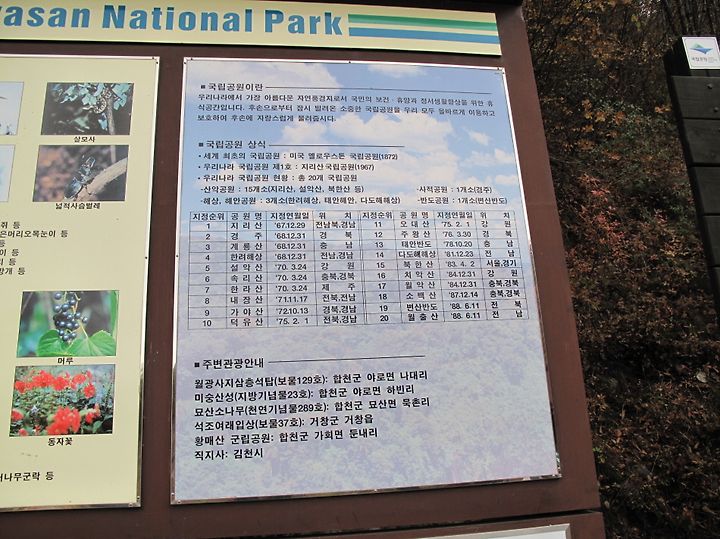 yasan National Park
살모사
넓적사슴벌레
쥐 등
은머리오목눈이 등
등
방개 등
머루
동자꽃
나무군락 등
■ 국립공원이란
우리나라에서 가장 아름다운 자연풍경지로서 국민의 보건 · 휴양과 정서생활향상을 위한 휴
식공간입니다. 후손으로부터 잠시 빌려온 소중한 국립공원을 우리 모두 올바르게 이용하고
보호하여 후손에 자랑스럽게 물려줍시다.
■ 국립공원 상식
• 세계 최초의 국립공원 : 미국 옐로우스톤 국립공원(1872)
• 우리나라 국립공원 제1호 : 지리산국립공원(1967)
• 우리나라 국립공원 현황 : 총 20개 국립공원
-산악공원 : 15개소(지리산, 설악산, 북한산 등) -사적공원 : 1개소(경주)
-해상, 해안공원 : 3개소(한려해상, 태안해안, 다도해해상) -반도공원 : 1개소(변산반도)
지정순위 공원명 지정연월일 위치 지정순위 공원명 지정연월일 위치
1 지리산 '67.12.29 전남북,경남 11 오대산 '75. 2. 1 강원
2 경주 '68.12.31 경북 12 주왕산 '76. 3.30 경북
3 계룡산 '68.12.31 충남 13 태안반도 '78.10.20 충남
4 한려해상 '68.12.31 전남,경남 14 다도해해상 '81.12.23 전남
5 설악산 '70. 3.24 강원 15 북한산 '83. 4. 2 서울,경기
6 속리산 '70. 3.24 충북,경북 16 치악산 '84.12.31 강원
7 한라산 '70. 3.24 제주 17 월악산 '84.12.31 충북,경북
8 내장산 '71.11.17 전북,전남 18 소백산 '87.12.14 충북,경북
9 가야산 '72.10.13 경북,경남 19 변산반도 '88. 6.11 전북
10 덕유산 '75. 2. 1 전북,경남 20 월출산 '88. 6.11 전남
■ 주변관광안내
월광사지삼층석탑(보물129호): 합천군 야로면 나대리
미숭산성(지방기념물23호): 합천군 야로면 하빈리
묘산소나무(천연기념물289호): 합천군 묘산면 묵촌리
석조여래입상(보물37호): 거창군 거창읍
황매산 군립공원: 합천군 가회면 둔내리
직지사: 김천시